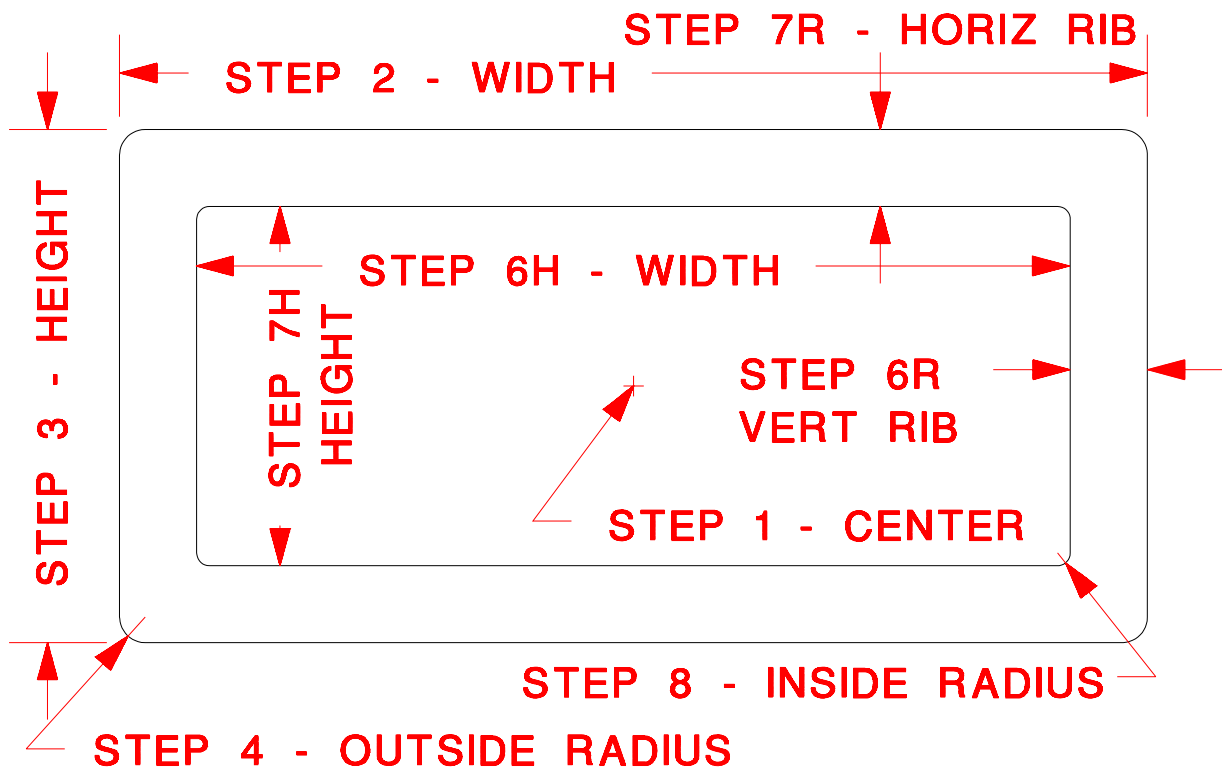 STEP 7R - HORIZ RIB
STEP 2 - WIDTH
STEP 3 - HEIGHT
STEP 6H - WIDTH
STEP 7H
HEIGHT
STEP 6R
VERT RIB
STEP 1 - CENTER
STEP 8 - INSIDE RADIUS
STEP 4 - OUTSIDE RADIUS